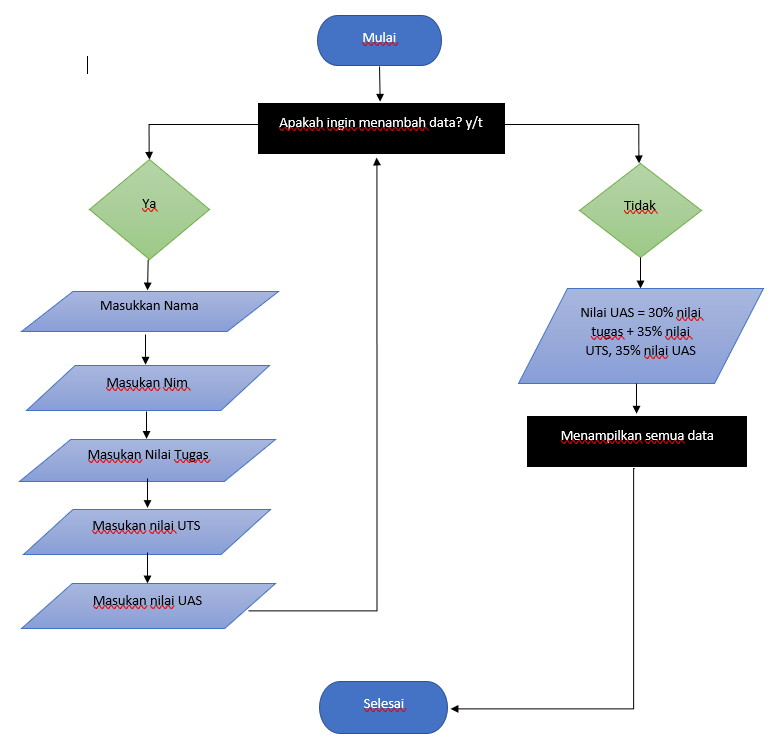 Mulai
Apakah ingin menambah data? y/t
Ya
Tidak
Masukkan Nama
Masukan Nim
Masukan Nilai Tugas
Masukan nilai UTS
Masukan nilai UAS
Nilai UAS = 30% nilai
tugas + 35% nilai
UTS, 35% nilai UAS
Menampilkan semua data
Selesai